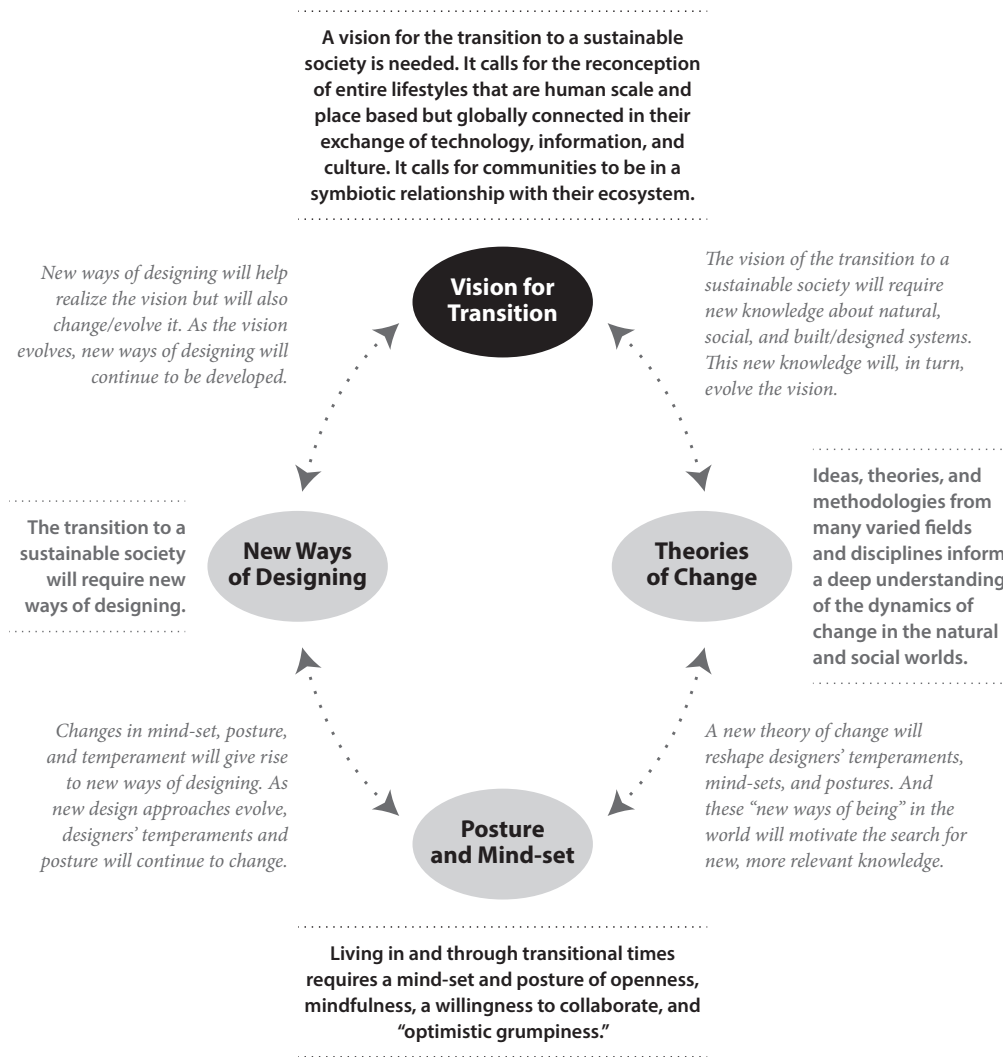 A vision for the transition to a sustainable
society is needed. It calls for the reconception
of entire lifestyles that are human scale and
place based but globally connected in their
exchange of technology, information, and
culture. It calls for communities to be in a
symbiotic relationship with their ecosystem.
New ways of designing will help
realize the vision but will also
change/evolve it. As the vision
evolves, new ways of designing will
continue to be developed.
Vision for
Transition
The vision of the transition to a
sustainable society will require
new knowledge about natural,
social, and built/designed systems.
This new knowledge will, in turn,
evolve the vision.
The transition to a
sustainable society
will require new
ways of designing.
New Ways
of Designing
Theories
of Change
Ideas, theories, and
methodologies from
many varied fields
and disciplines inform
a deep understanding
of the dynamics of
change in the natural
and social worlds.
Changes in mind-set, posture,
and temperament will give rise
to new ways of designing. As
new design approaches evolve,
designers’ temperaments and
posture will continue to change.
Posture
and Mind-set
A new theory of change will
reshape designers’ temperaments,
mind-sets, and postures. And
these “new ways of being” in the
world will motivate the search for
new, more relevant knowledge.
Living in and through transitional times
requires a mind-set and posture of openness,
mindfulness, a willingness to collaborate, and
“optimistic grumpiness.”